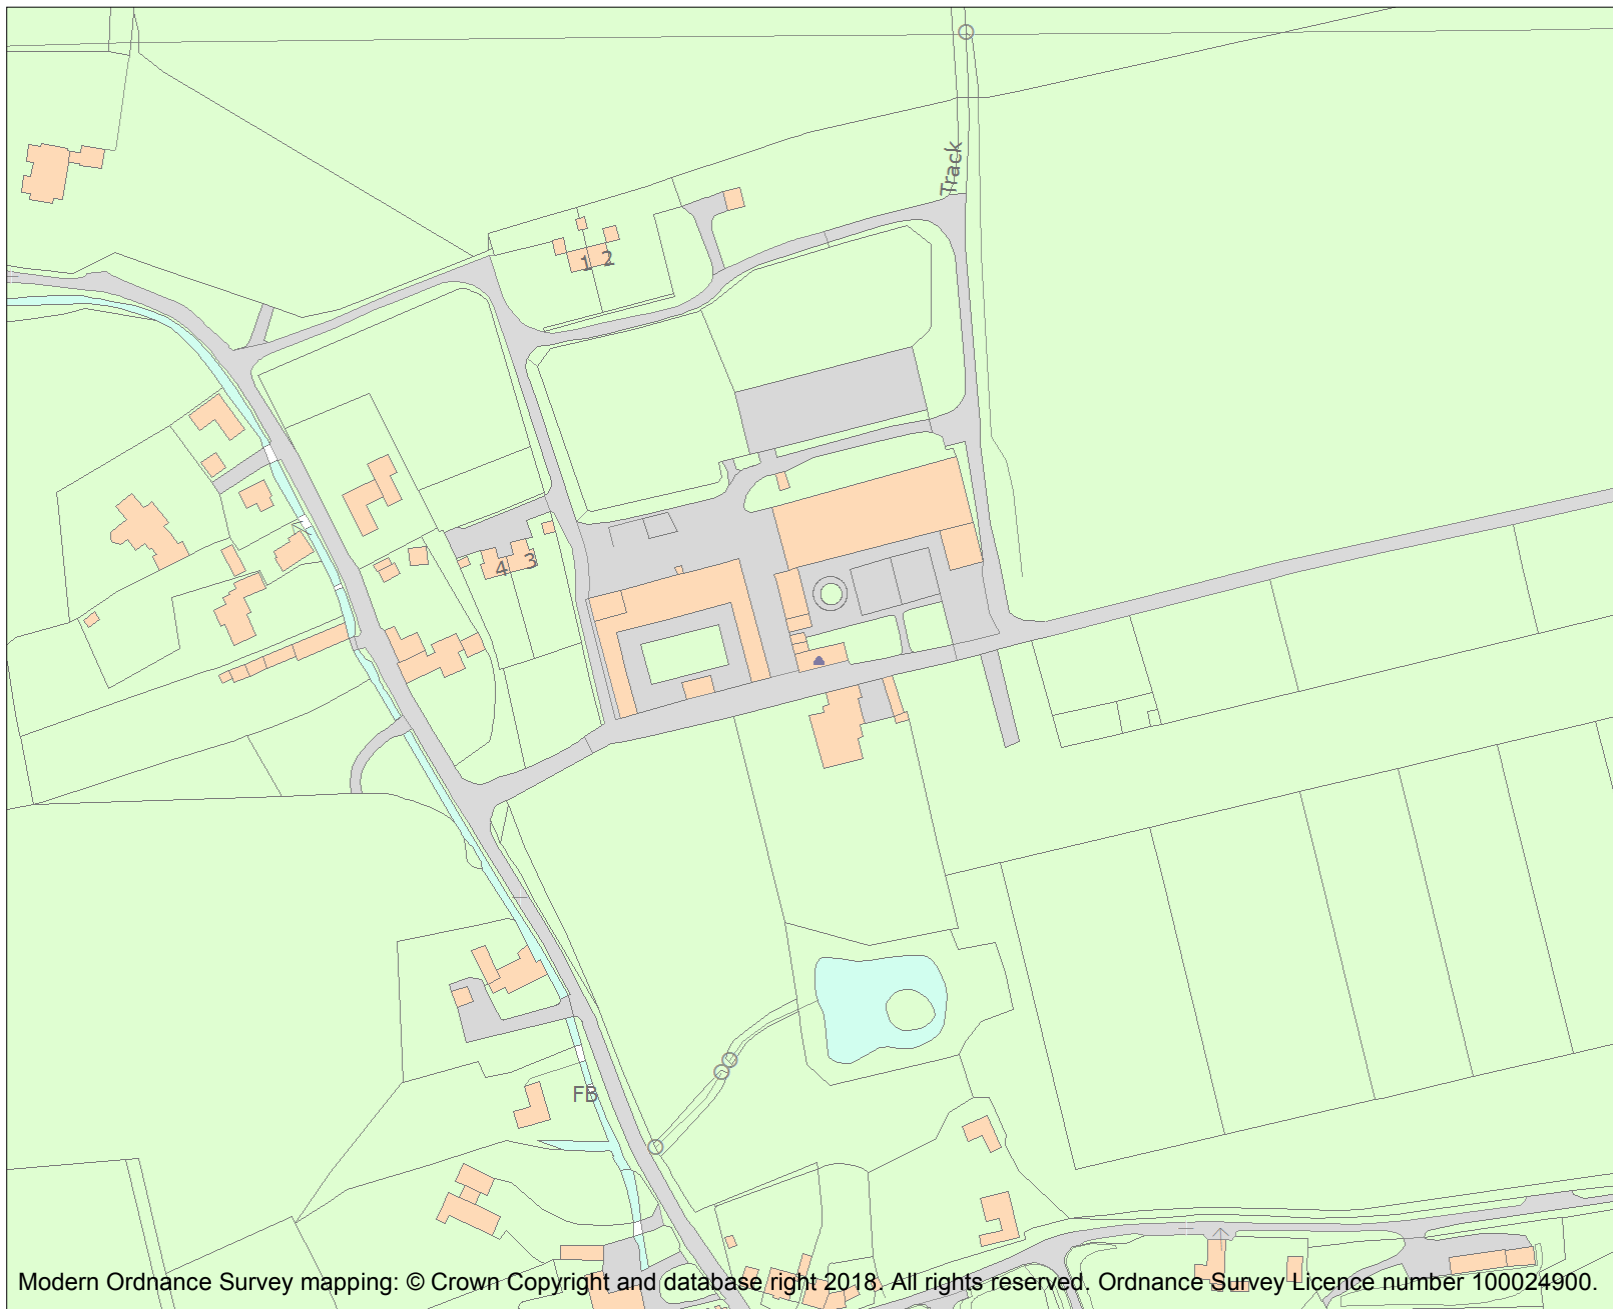 Track
1 2
4 3
FB
Modern Ordnance Survey mapping: © Crown Copyright and database right 2018. All rights reserved. Ordnance Survey Licence number 100024900.